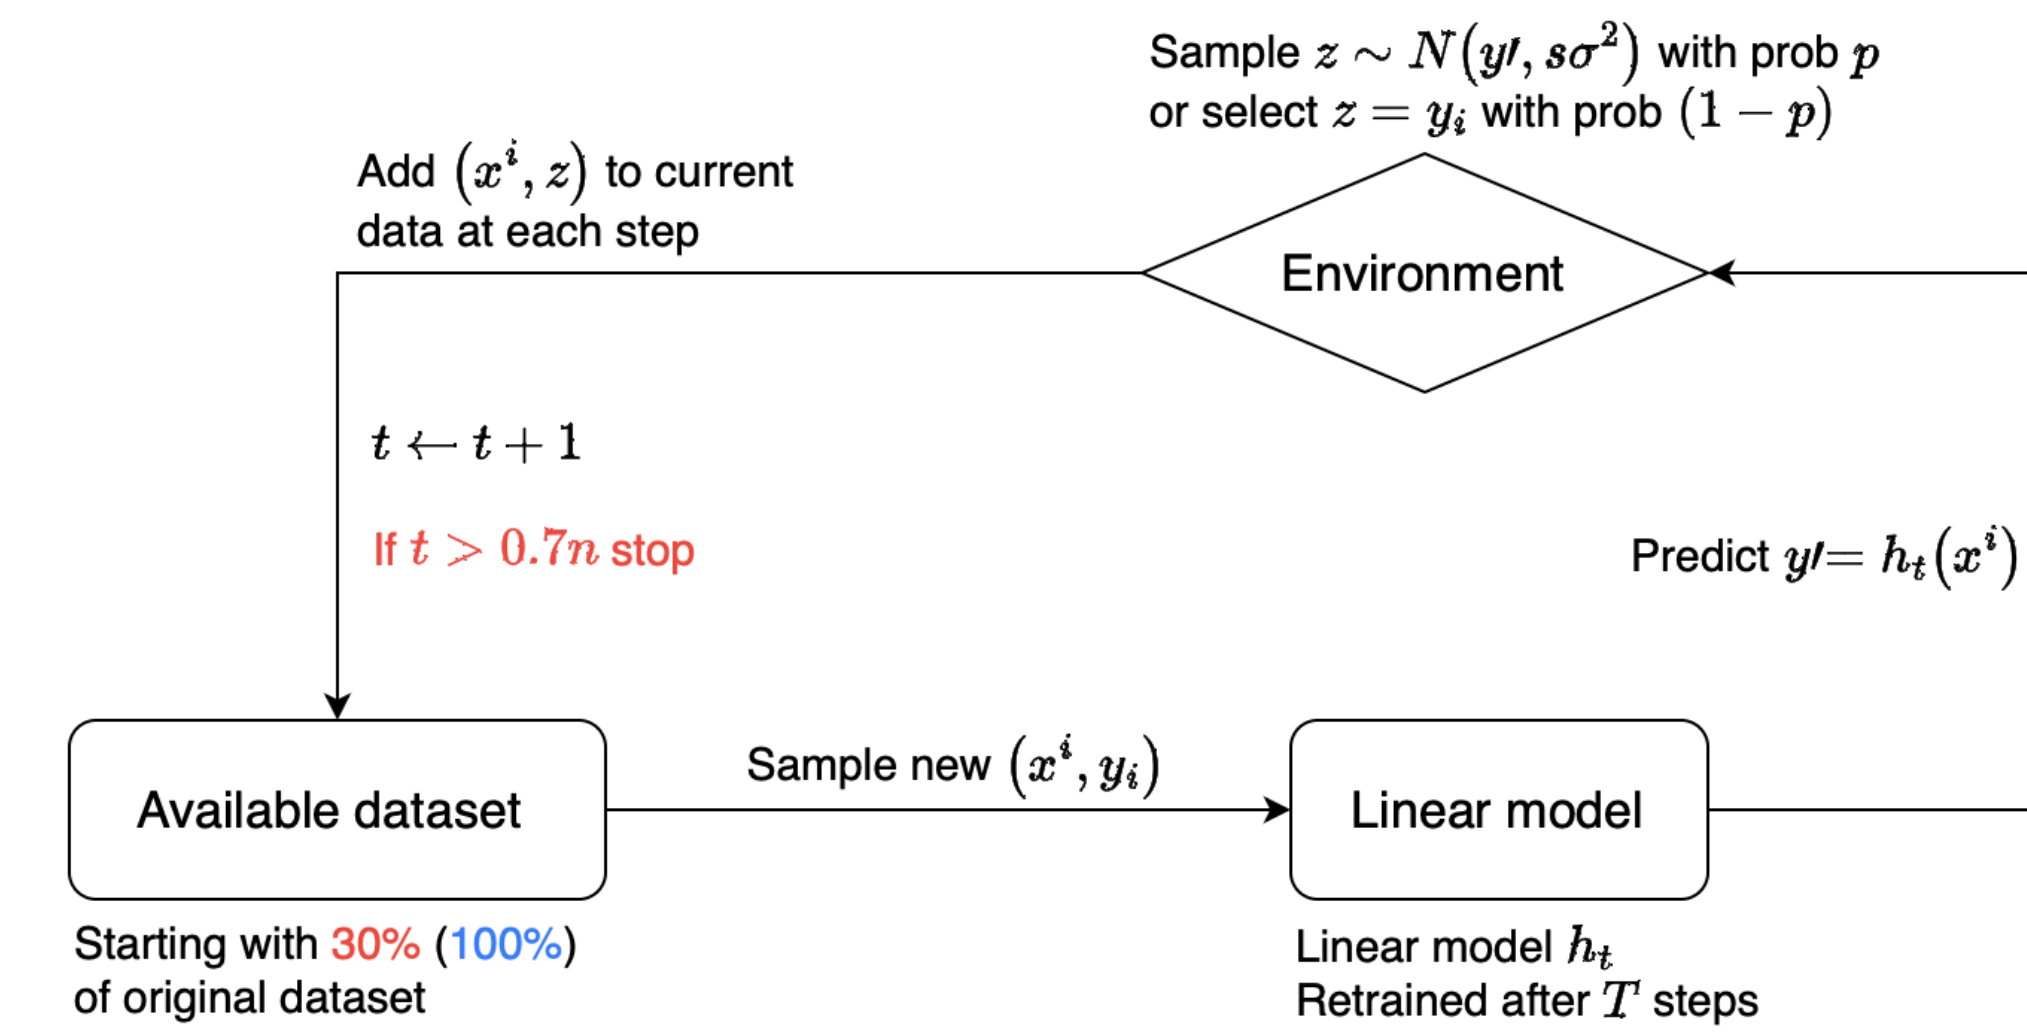 Sample z ∼ N(y′, sσ²) with prob p
or select z = yᵢ with prob (1 − p)
Add (xⁱ, z) to current
data at each step
Environment
t ← t + 1
If t > 0.7n stop
Predict y′= hₜ(xⁱ)
Sample new (xⁱ, yᵢ)
Available dataset
Linear model
Starting with 30% (100%)
of original dataset
Linear model hₜ
Retrained after T steps